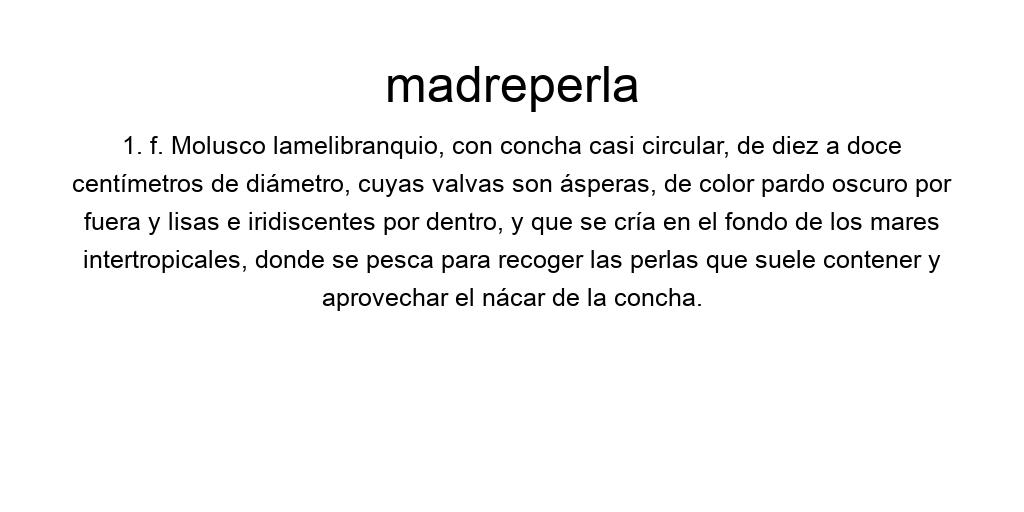 madreperla
1. f. Molusco lamelibranquio, con concha casi circular, de diez a doce
centímetros de diámetro, cuyas valvas son ásperas, de color pardo oscuro por
fuera y lisas e iridiscentes por dentro, y que se cría en el fondo de los mares
intertropicales, donde se pesca para recoger las perlas que suele contener y
aprovechar el nácar de la concha.